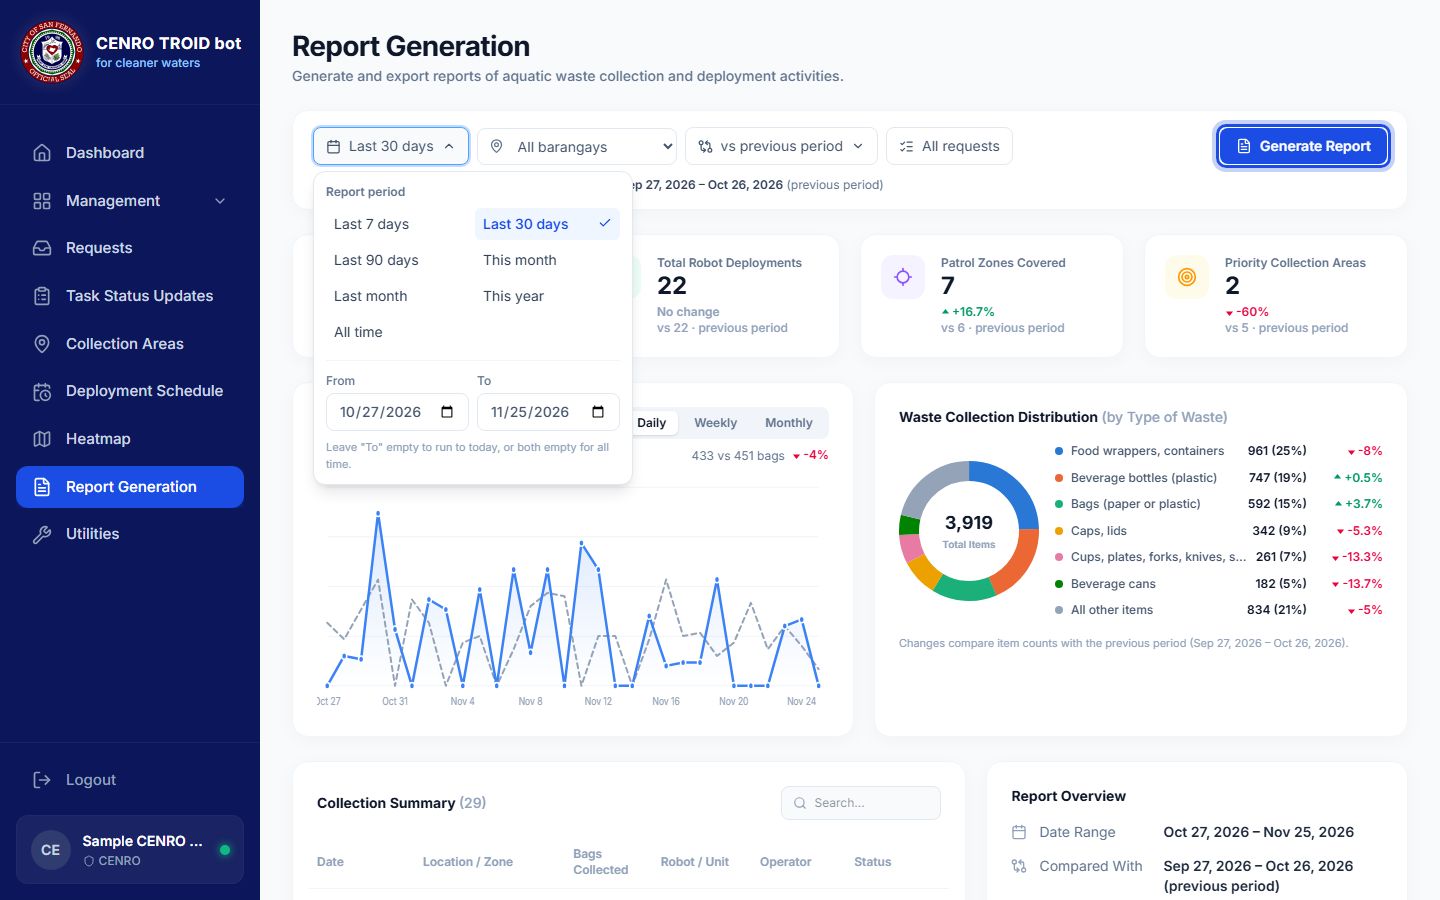 CITY OF SAN FERNANDO
OFFICIAL SEAL
CENRO TROID bot
for cleaner waters
Dashboard
Management
Requests
Task Status Updates
Collection Areas
Deployment Schedule
Heatmap
Report Generation
Utilities
Logout
CE
Sample CENRO ...
CENRO
Report Generation
Generate and export reports of aquatic waste collection and deployment activities.
Last 30 days
All barangays
vs previous period
All requests
Generate Report
27, 2026 – Oct 26, 2026 (previous period)
Report period
Last 7 days
Last 30 days
Last 90 days
This month
Last month
This year
All time
From
To
10/27/2026
11/25/2026
Leave "To" empty to run to today, or both empty for all
time.
Total Robot Deployments
22
No change
vs 22 · previous period
Patrol Zones Covered
7
+16.7%
vs 6 · previous period
Priority Collection Areas
2
-60%
vs 5 · previous period
Daily
Weekly
Monthly
433 vs 451 bags
-4%
Oct 27
Oct 31
Nov 4
Nov 8
Nov 12
Nov 16
Nov 20
Nov 24
Waste Collection Distribution (by Type of Waste)
3,919
Total Items
Food wrappers, containers 961 (25%) -8%
Beverage bottles (plastic) 747 (19%) +0.5%
Bags (paper or plastic) 592 (15%) +3.7%
Caps, lids 342 (9%) -5.3%
Cups, plates, forks, knives, s... 261 (7%) -13.3%
Beverage cans 182 (5%) -13.7%
All other items 834 (21%) -5%
Changes compare item counts with the previous period (Sep 27, 2026 – Oct 26, 2026).
Collection Summary (29)
Search...
Date
Location / Zone
Bags
Collected
Robot / Unit
Operator
Status
Report Overview
Date Range
Oct 27, 2026 – Nov 25, 2026
Compared With
Sep 27, 2026 – Oct 26, 2026
(previous period)